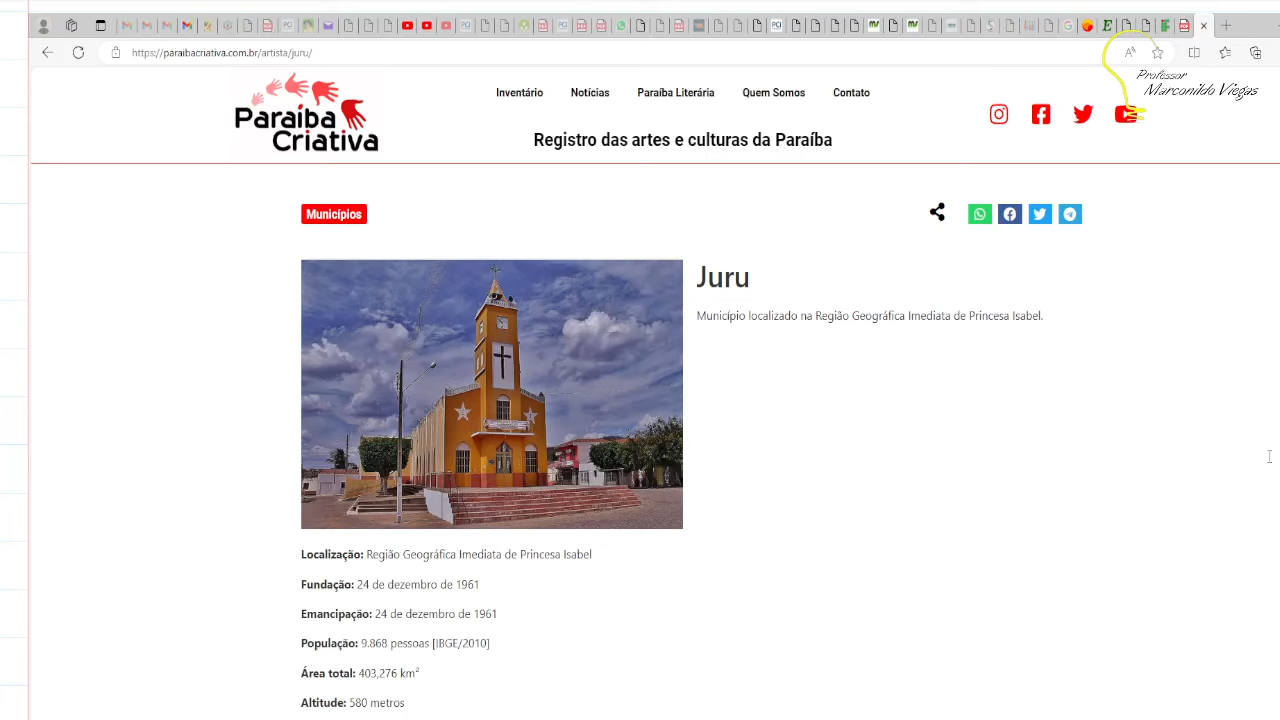 https://paraibacriativa.com.br/artista/juru/
Professor
Marconildo Viegas
Paraíba
Criativa
Inventário
Notícias
Paraíba Literária
Quem Somos
Contato
Registro das artes e culturas da Paraíba
Municípios
Juru
Município localizado na Região Geográfica Imediata de Princesa Isabel.
Localização: Região Geográfica Imediata de Princesa Isabel
Fundação: 24 de dezembro de 1961
Emancipação: 24 de dezembro de 1961
População: 9.868 pessoas [IBGE/2010]
Área total: 403,276 km²
Altitude: 580 metros